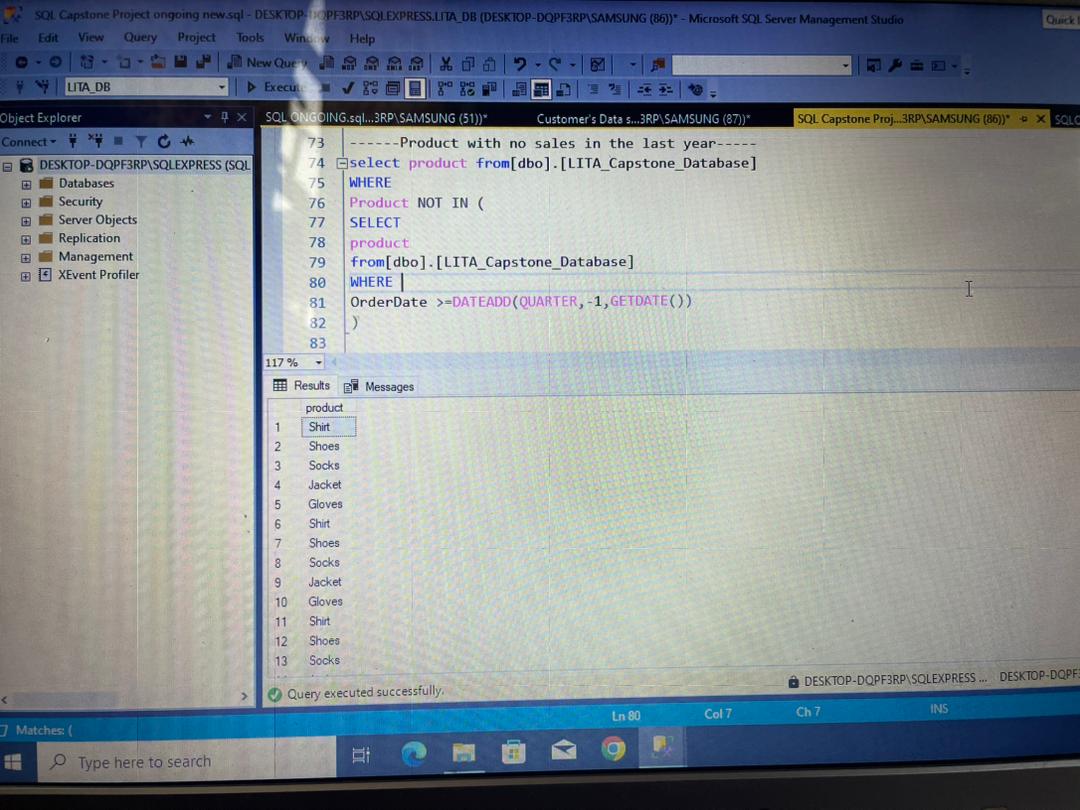 SQL Capstone Project ongoing new.sql - DESKTOP-DQPF3RP\SQLEXPRESS.LITA_DB (DESKTOP-DQPF3RP\SAMSUNG (86))* - Microsoft SQL Server Management Studio
Quick
File Edit View Query Project Tools Window Help
New Query
LITA_DB
Execute
Object Explorer
SQL ONGOING.sql...3RP\SAMSUNG (51))*
Customer's Data s...3RP\SAMSUNG (87))*
SQL Capstone Proj...3RP\SAMSUNG (86))*
SQLC
Connect
DESKTOP-DQPF3RP\SQLEXPRESS (SQL
Databases
Security
Server Objects
Replication
Management
XEvent Profiler
73 ------Product with no sales in the last year-----
74 select product from[dbo].[LITA_Capstone_Database]
75 WHERE
76 Product NOT IN (
77 SELECT
78 product
79 from[dbo].[LITA_Capstone_Database]
80 WHERE
81 OrderDate >=DATEADD(QUARTER,-1,GETDATE())
82 )
83
117 %
Results Messages
product
1 Shirt
2 Shoes
3 Socks
4 Jacket
5 Gloves
6 Shirt
7 Shoes
8 Socks
9 Jacket
10 Gloves
11 Shirt
12 Shoes
13 Socks
Query executed successfully.
DESKTOP-DQPF3RP\SQLEXPRESS ...
DESKTOP-DQPF3
Matches: (
Ln 80 Col 7 Ch 7 INS
Type here to search